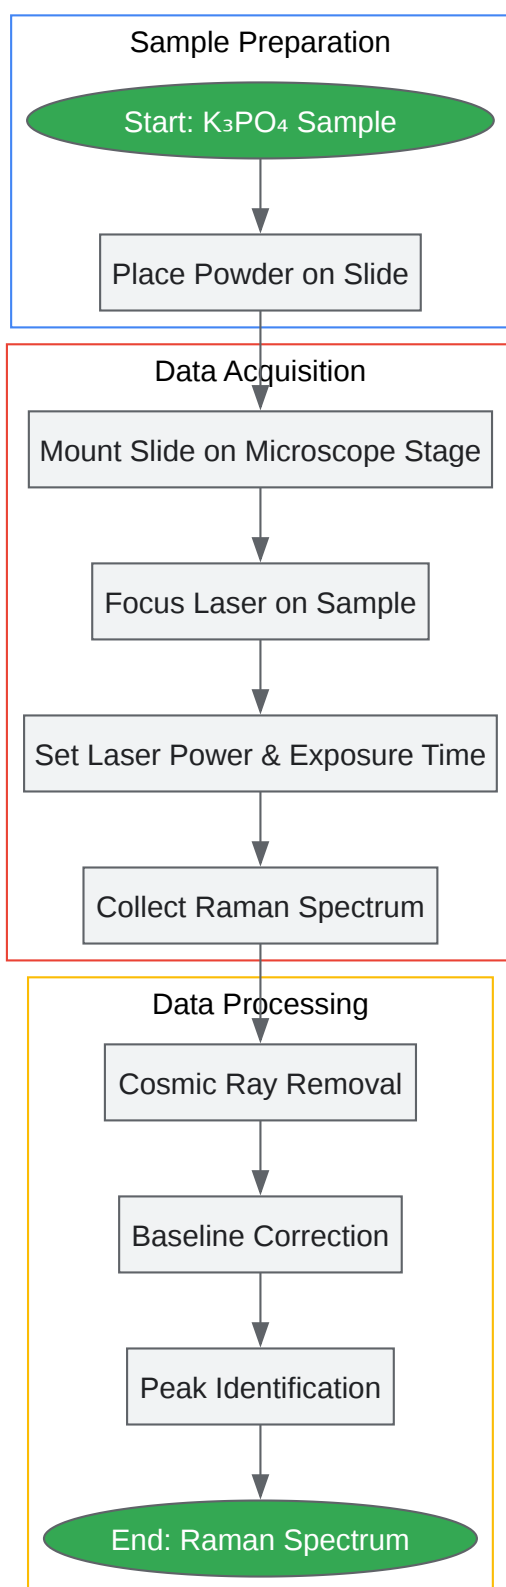 Sample Preparation
Start: K₃PO₄ Sample
Place Powder on Slide
Data Acquisition
Mount Slide on Microscope Stage
Focus Laser on Sample
Set Laser Power & Exposure Time
Collect Raman Spectrum
Data Processing
Cosmic Ray Removal
Baseline Correction
Peak Identification
End: Raman Spectrum